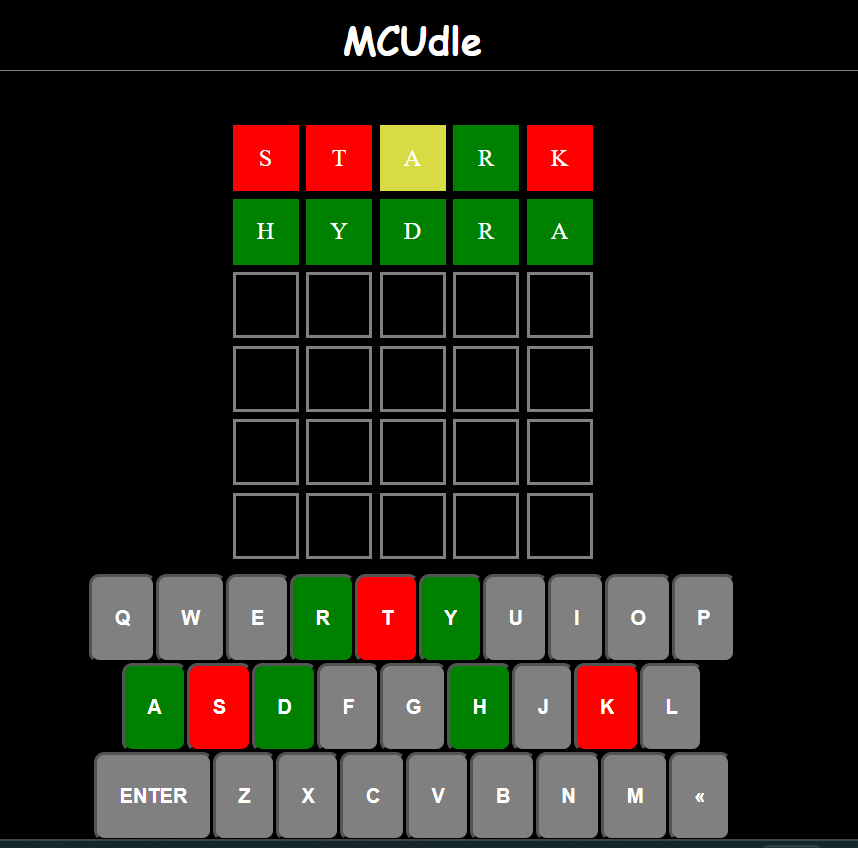 MCUdle
S T A R K
H Y D R A
Q W E R T Y U I O P
A S D F G H J K L
ENTER Z X C V B N M «